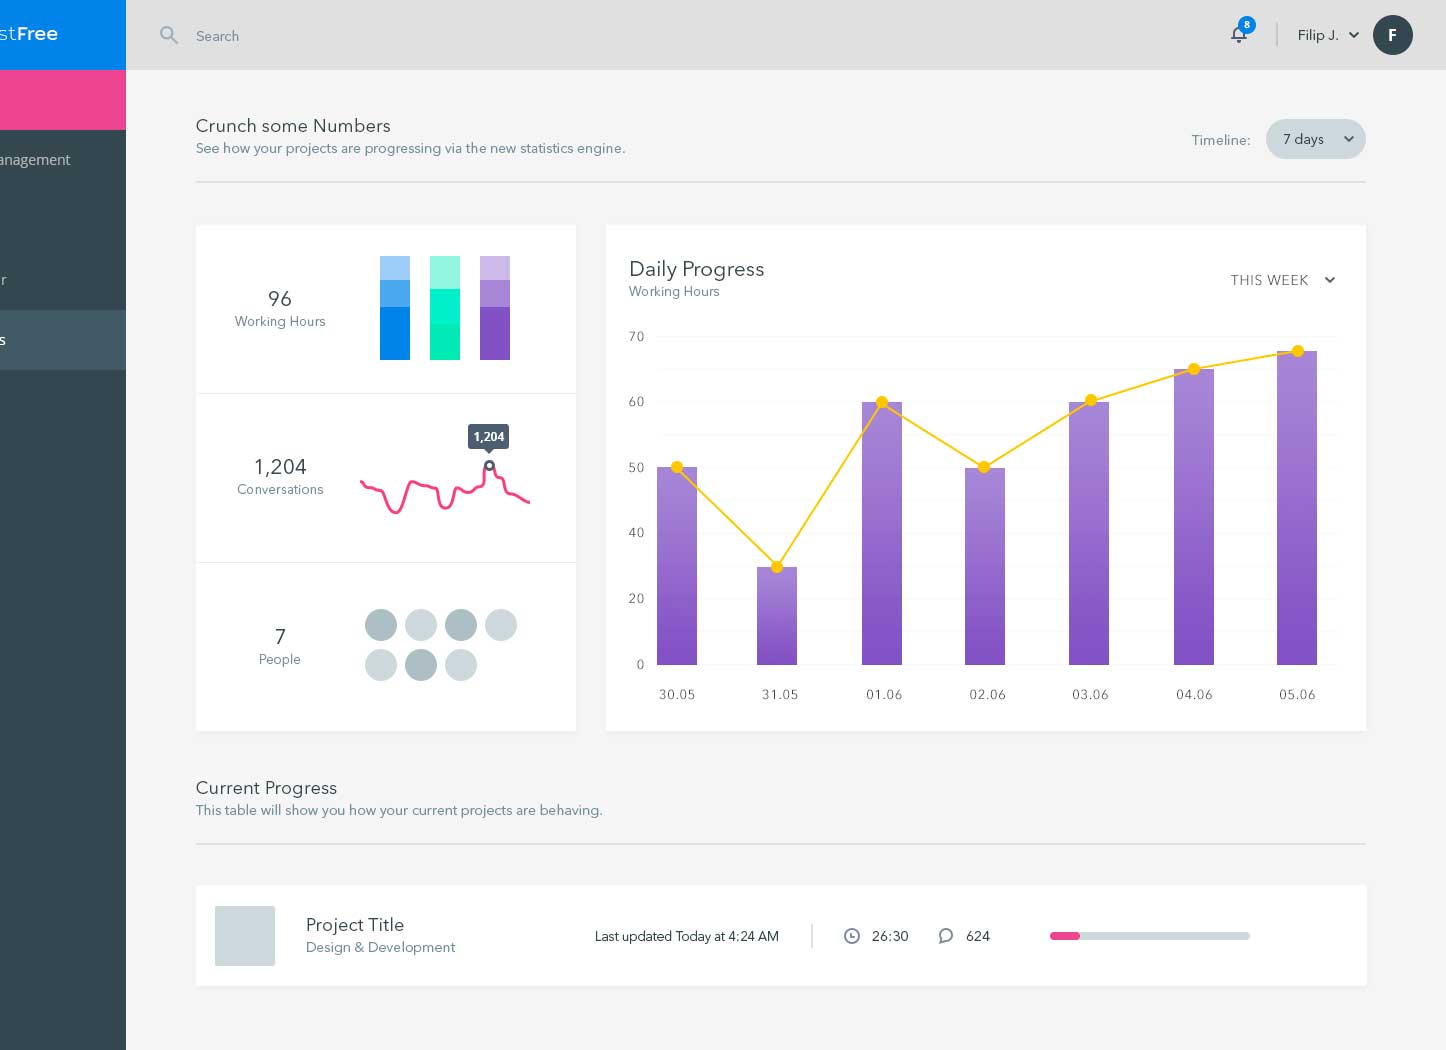 stFree
Search
8
Filip J.
F
anagement
r
s
Crunch some Numbers
See how your projects are progressing via the new statistics engine.
Timeline:
7 days
96
Working Hours
1,204
Conversations
1,204
7
People
Daily Progress
Working Hours
THIS WEEK
70
60
50
40
20
0
30.05 31.05 01.06 02.06 03.06 04.06 05.06
Current Progress
This table will show you how your current projects are behaving.
Project Title
Design & Development
Last updated Today at 4:24 AM
26:30
624